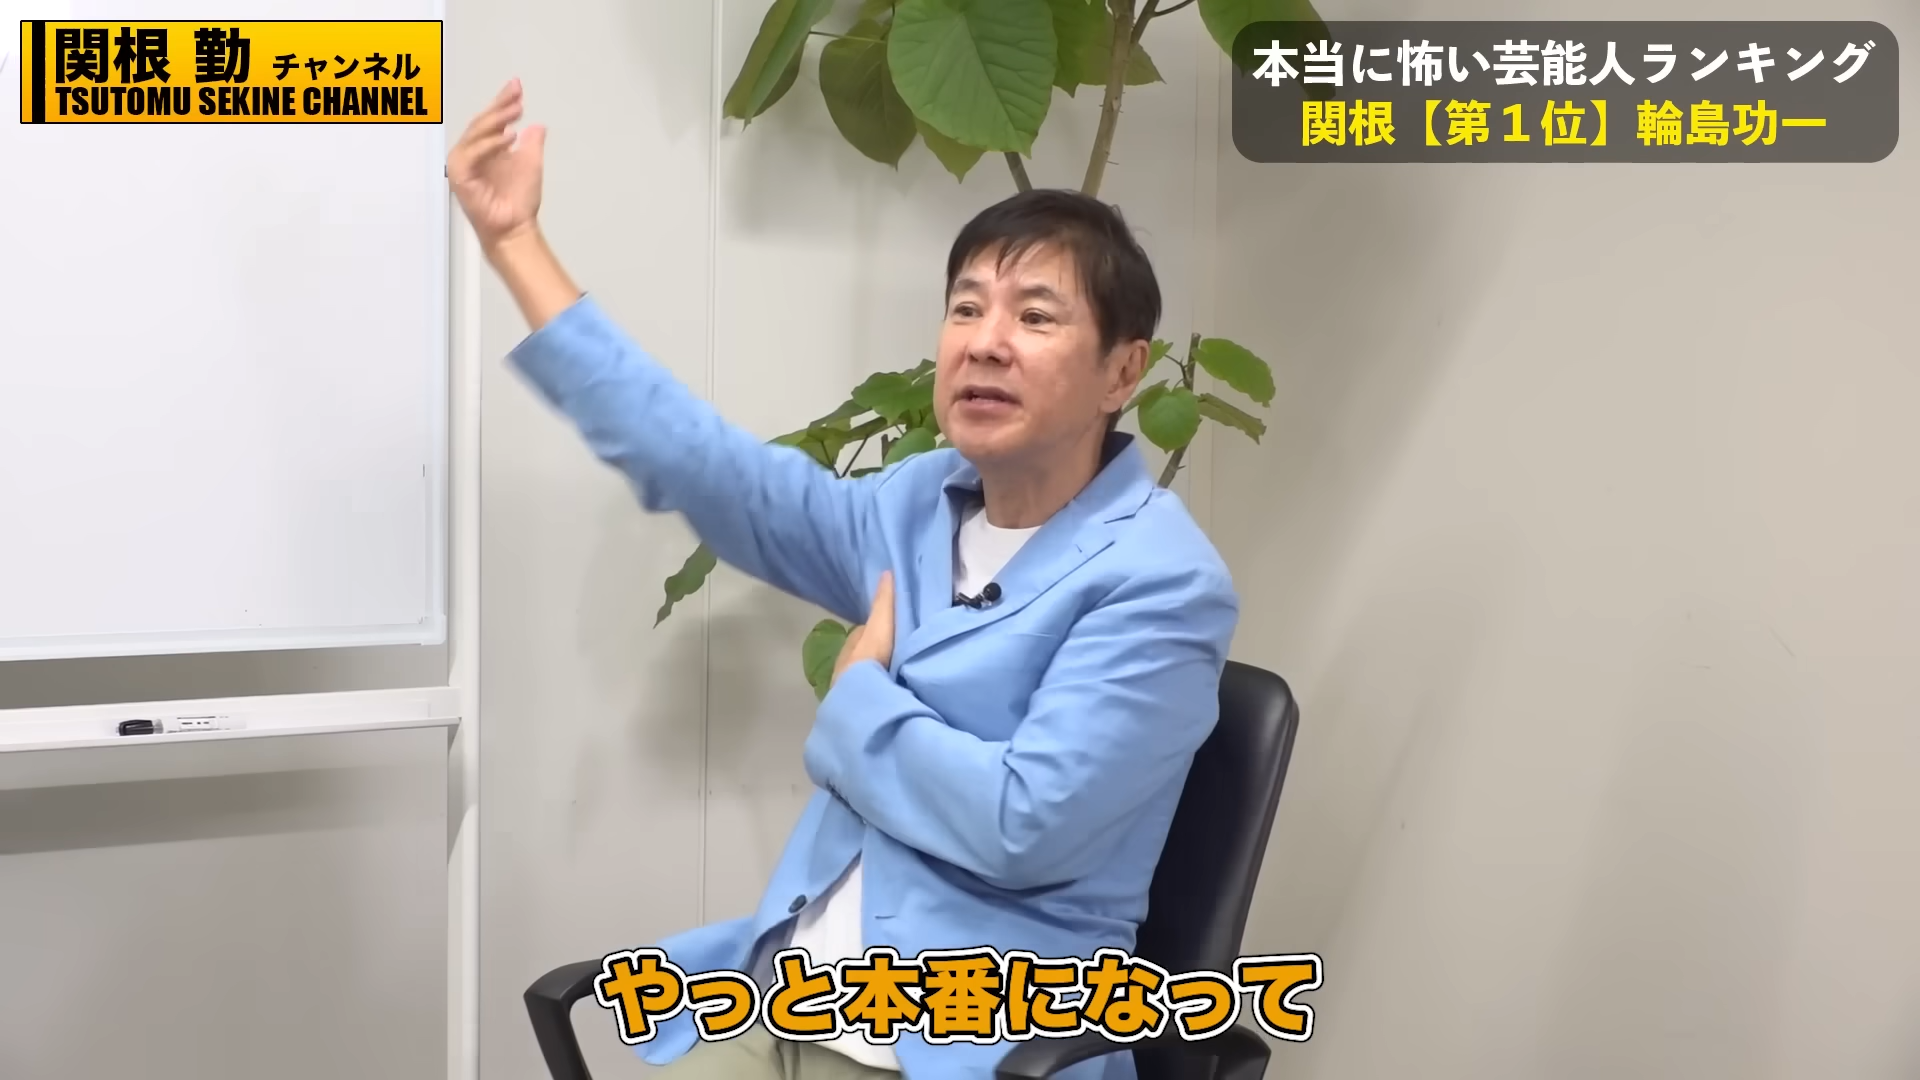 関根 勤 チャンネル
TSUTOMU SEKINE CHANNEL
本当に怖い芸能人ランキング
関根【第1位】輪島功一
やっと本番になって